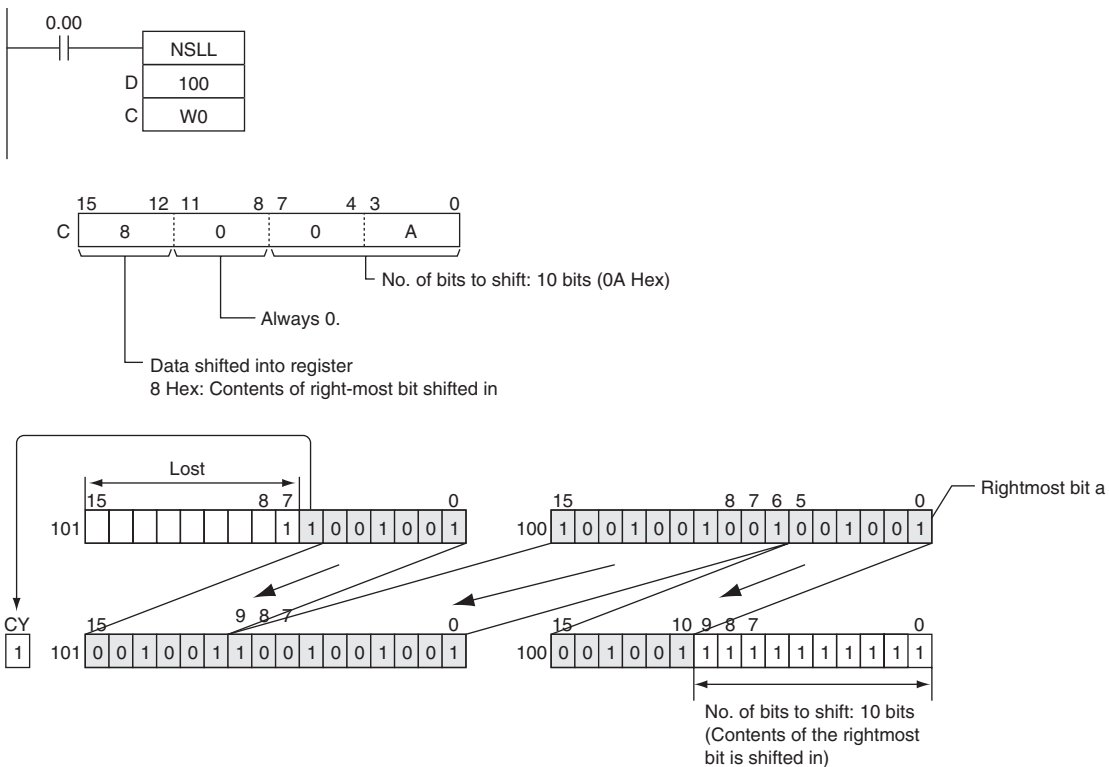 0.00
NSLL
D 100
C W0
15 12 11 8 7 4 3 0
C 8 0 0 A
No. of bits to shift: 10 bits (0A Hex)
Always 0.
Data shifted into register
8 Hex: Contents of right-most bit shifted in
Lost
15 8 7 0 15 8 7 6 5 0
Rightmost bit a
101 1 1 0 0 1 0 0 1 100 1 0 0 1 0 0 1 0 0 1 0 0 1 0 0 1
CY 15 9 8 7 0 15 10 9 8 7 0
1 101 0 0 1 0 0 1 1 0 0 1 0 0 1 0 0 1 100 0 0 1 0 0 1 1 1 1 1 1 1 1 1 1 1
No. of bits to shift: 10 bits
(Contents of the rightmost
bit is shifted in)